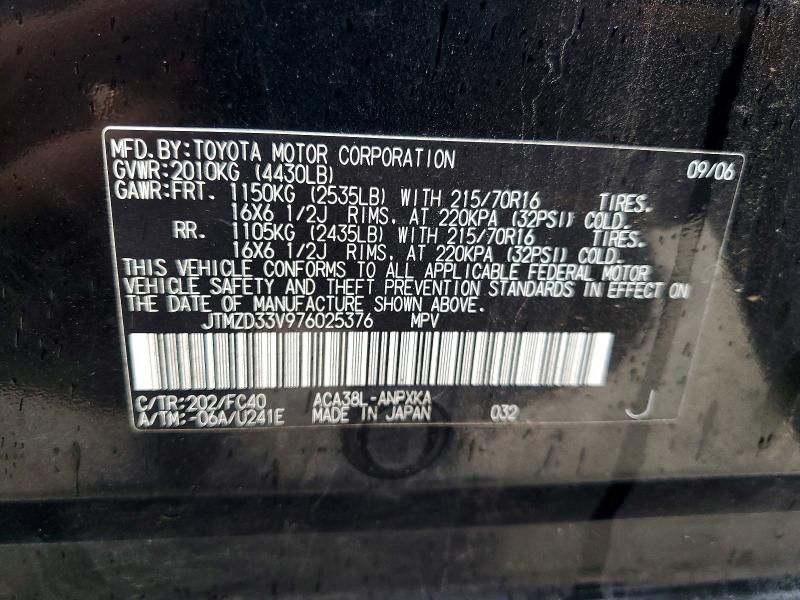 MFD. BY: TOYOTA MOTOR CORPORATION 09/06
GVWR: 2010KG (4430LB)
GAWR: FRT. 1150KG (2535LB) WITH 215/70R16 TIRES.
16X6 1/2J RIMS, AT 220KPA (32PSI) COLD.
RR. 1105KG (2435LB) WITH 215/70R16 TIRES.
16X6 1/2J RIMS, AT 220KPA (32PSI) COLD.
THIS VEHICLE CONFORMS TO ALL APPLICABLE FEDERAL MOTOR
VEHICLE SAFETY AND THEFT PREVENTION STANDARDS IN EFFECT ON
THE DATE OF MANUFACTURE SHOWN ABOVE.
JTMZD33V976025376 MPV
C/TR: 202/FC40 ACA38L-ANPXKA
A/TM: -06A/U241E MADE IN JAPAN 032 J